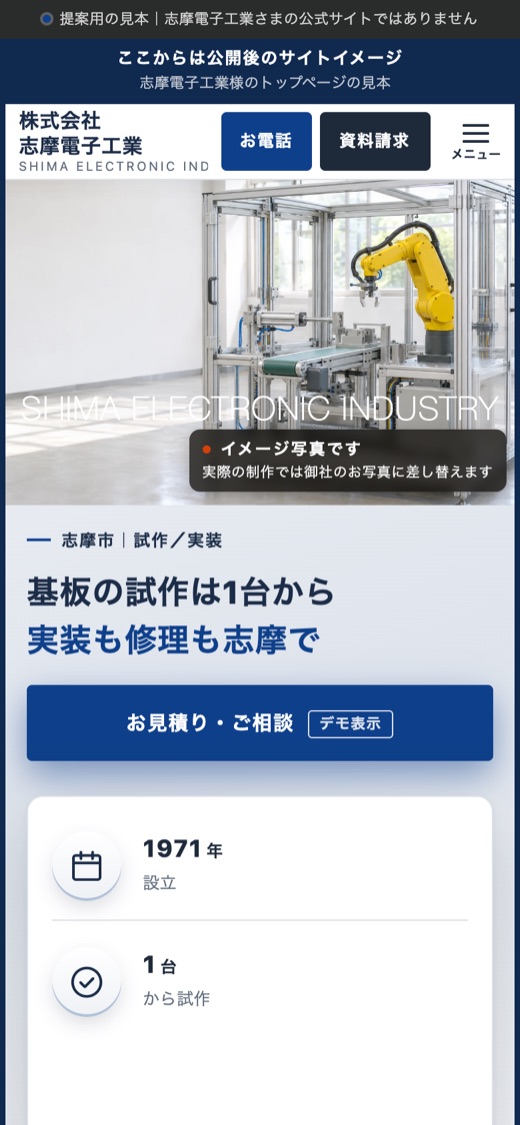 提案用の見本｜志摩電子工業さまの公式サイトではありません
ここからは公開後のサイトイメージ
志摩電子工業様のトップページの見本
株式会社
志摩電子工業
SHIMA ELECTRONIC IND
お電話
資料請求
メニュー
SHIMA ELECTRONIC INDUSTRY
イメージ写真です
実際の制作では御社のお写真に差し替えます
志摩市｜試作／実装
基板の試作は1台から
実装も修理も志摩で
お見積り・ご相談 デモ表示
1971年
設立
1台
から試作